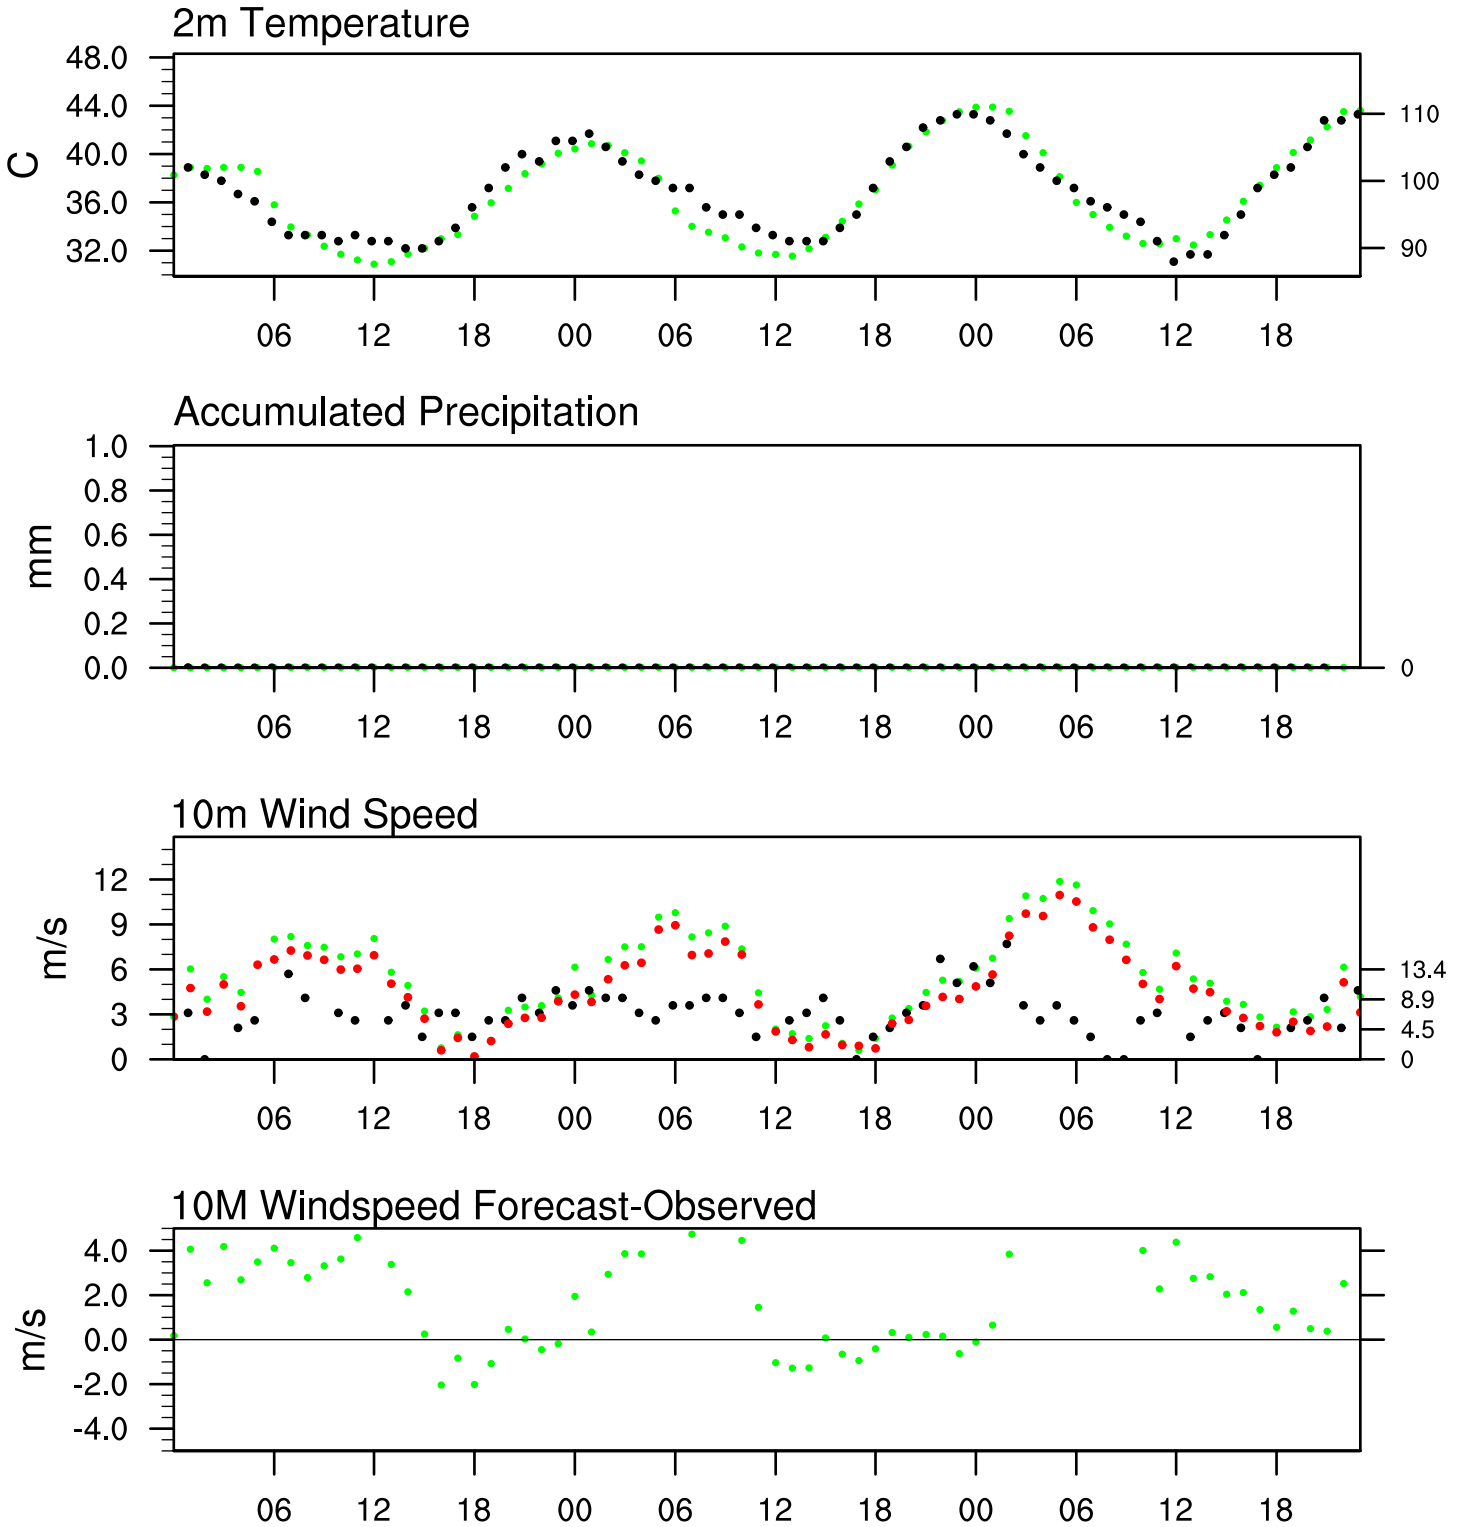 2m Temperature
48.0
44.0
40.0
36.0
32.0
C
110
100
90
06 12 18 00 06 12 18 00 06 12 18
Accumulated Precipitation
1.0
0.8
0.6
0.4
0.2
0.0
mm
0
06 12 18 00 06 12 18 00 06 12 18
10m Wind Speed
12
9
6
3
0
m/s
13.4
8.9
4.5
0
06 12 18 00 06 12 18 00 06 12 18
10M Windspeed Forecast-Observed
4.0
2.0
0.0
-2.0
-4.0
m/s
06 12 18 00 06 12 18 00 06 12 18